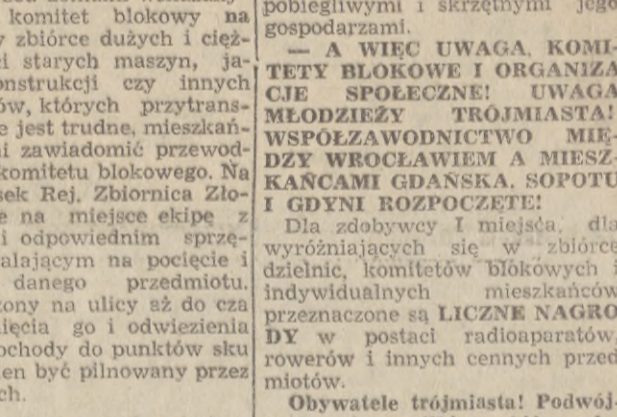 komitet blokowy na
zbiórce dużych i cięż-
starych maszyn, ja-
onstrukcji czy innych
ów, których przytrans-
e jest trudne, mieszkań-
i zawiadomić przewod-
komitetu blokowego. Na
sek Rej. Zbiornica Zło-
e na miejsce ekipę z
i odpowiednim sprzę-
alającym na pocięcie i
danego przedmiotu.
zony na ulicy aż do cza
nięcia go i odwiezienia
ochody do punktów sku
en być pilnowany przez
ch.
pobiegliwymi i skrzętnymi jego
gospodarzami.
— A WIĘC UWAGA, KOMI-
TETY BLOKOWE I ORGANIZA
CJE SPOŁECZNE! UWAGA
MŁODZIEŻY TRÓJMIASTA!
WSPÓŁZAWODNICTWO MIĘ-
DZY WROCŁAWIEM A MIESZ-
KAŃCAMI GDAŃSKA, SOPOTU
I GDYNI ROZPOCZĘTE!
Dla zdobywcy I miejsca, dla
wyróżniających się w zbiórce
dzielnic, komitetów blokowych i
indywidualnych mieszkańców
przeznaczone są LICZNE NAGRO
DY w postaci radioaparatów,
rowerów i innych cennych przed
miotów.
Obywatele trójmiasta! Podwój-